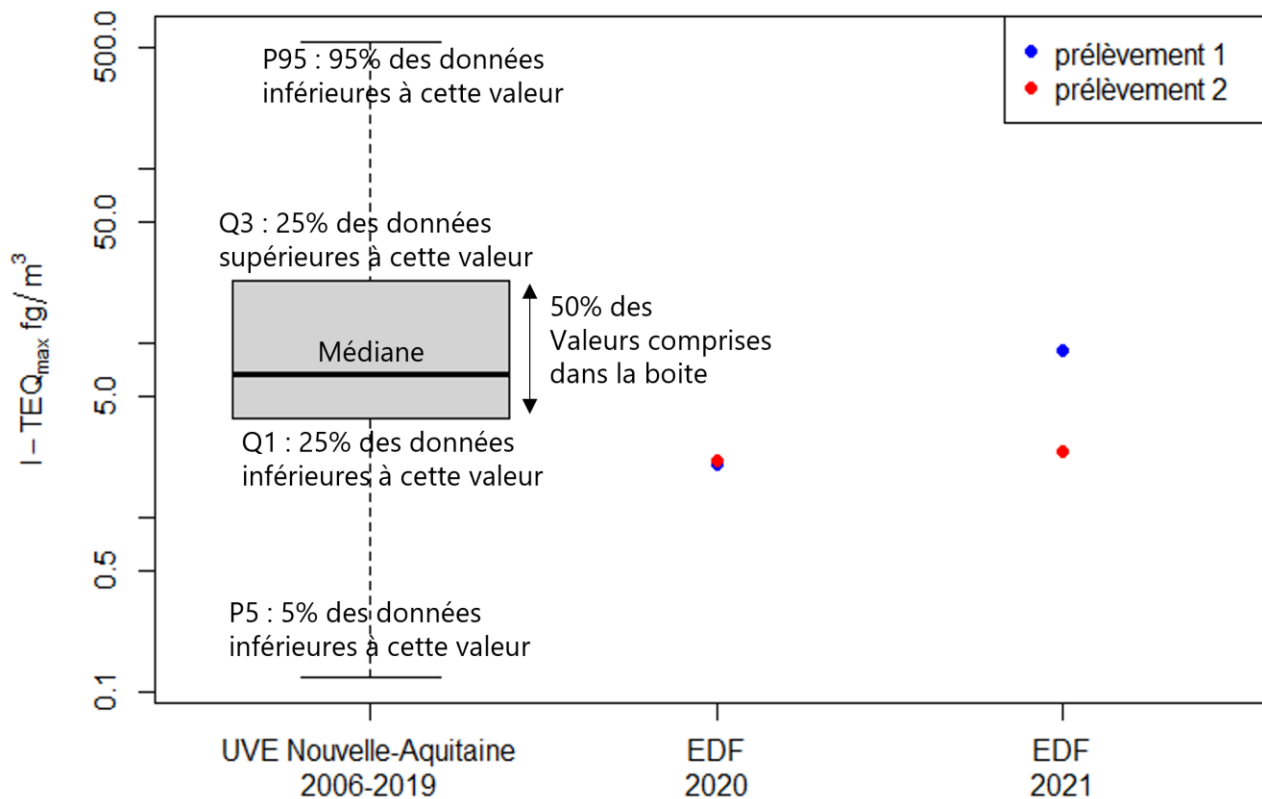 I – TEQmax fg/ m³
500.0
50.0
5.0
0.5
0.1
P95 : 95% des données
inférieures à cette valeur
Q3 : 25% des données
supérieures à cette valeur
Médiane
50% des
Valeurs comprises
dans la boite
Q1 : 25% des données
inférieures à cette valeur
P5 : 5% des données
inférieures à cette valeur
prélèvement 1
prélèvement 2
UVE Nouvelle-Aquitaine
2006-2019
EDF
2020
EDF
2021